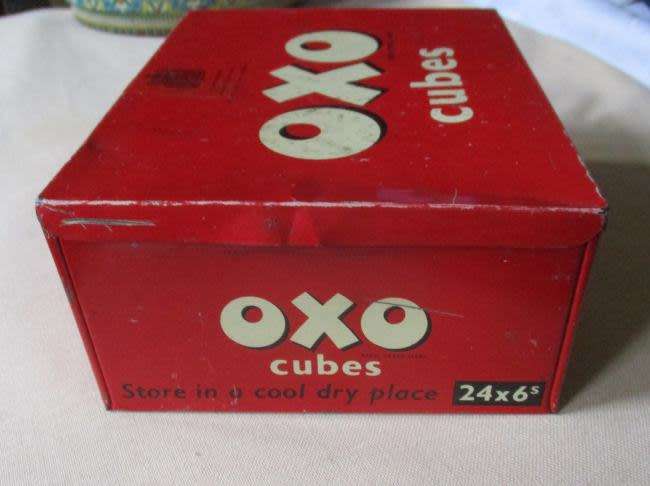 OXO
cubes
OXO
cubes
Store in a cool dry place 24x6s